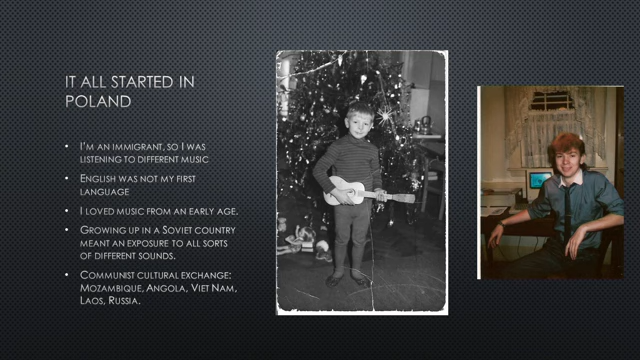 IT ALL STARTED IN
POLAND
• I'M AN IMMIGRANT, SO I WAS
LISTENING TO DIFFERENT MUSIC
• ENGLISH WAS NOT MY FIRST
LANGUAGE
• I LOVED MUSIC FROM AN EARLY AGE.
• GROWING UP IN A SOVIET COUNTRY
MEANT AN EXPOSURE TO ALL SORTS
OF DIFFERENT SOUNDS.
• COMMUNIST CULTURAL EXCHANGE:
MOZAMBIQUE, ANGOLA, VIET NAM,
LAOS, RUSSIA.